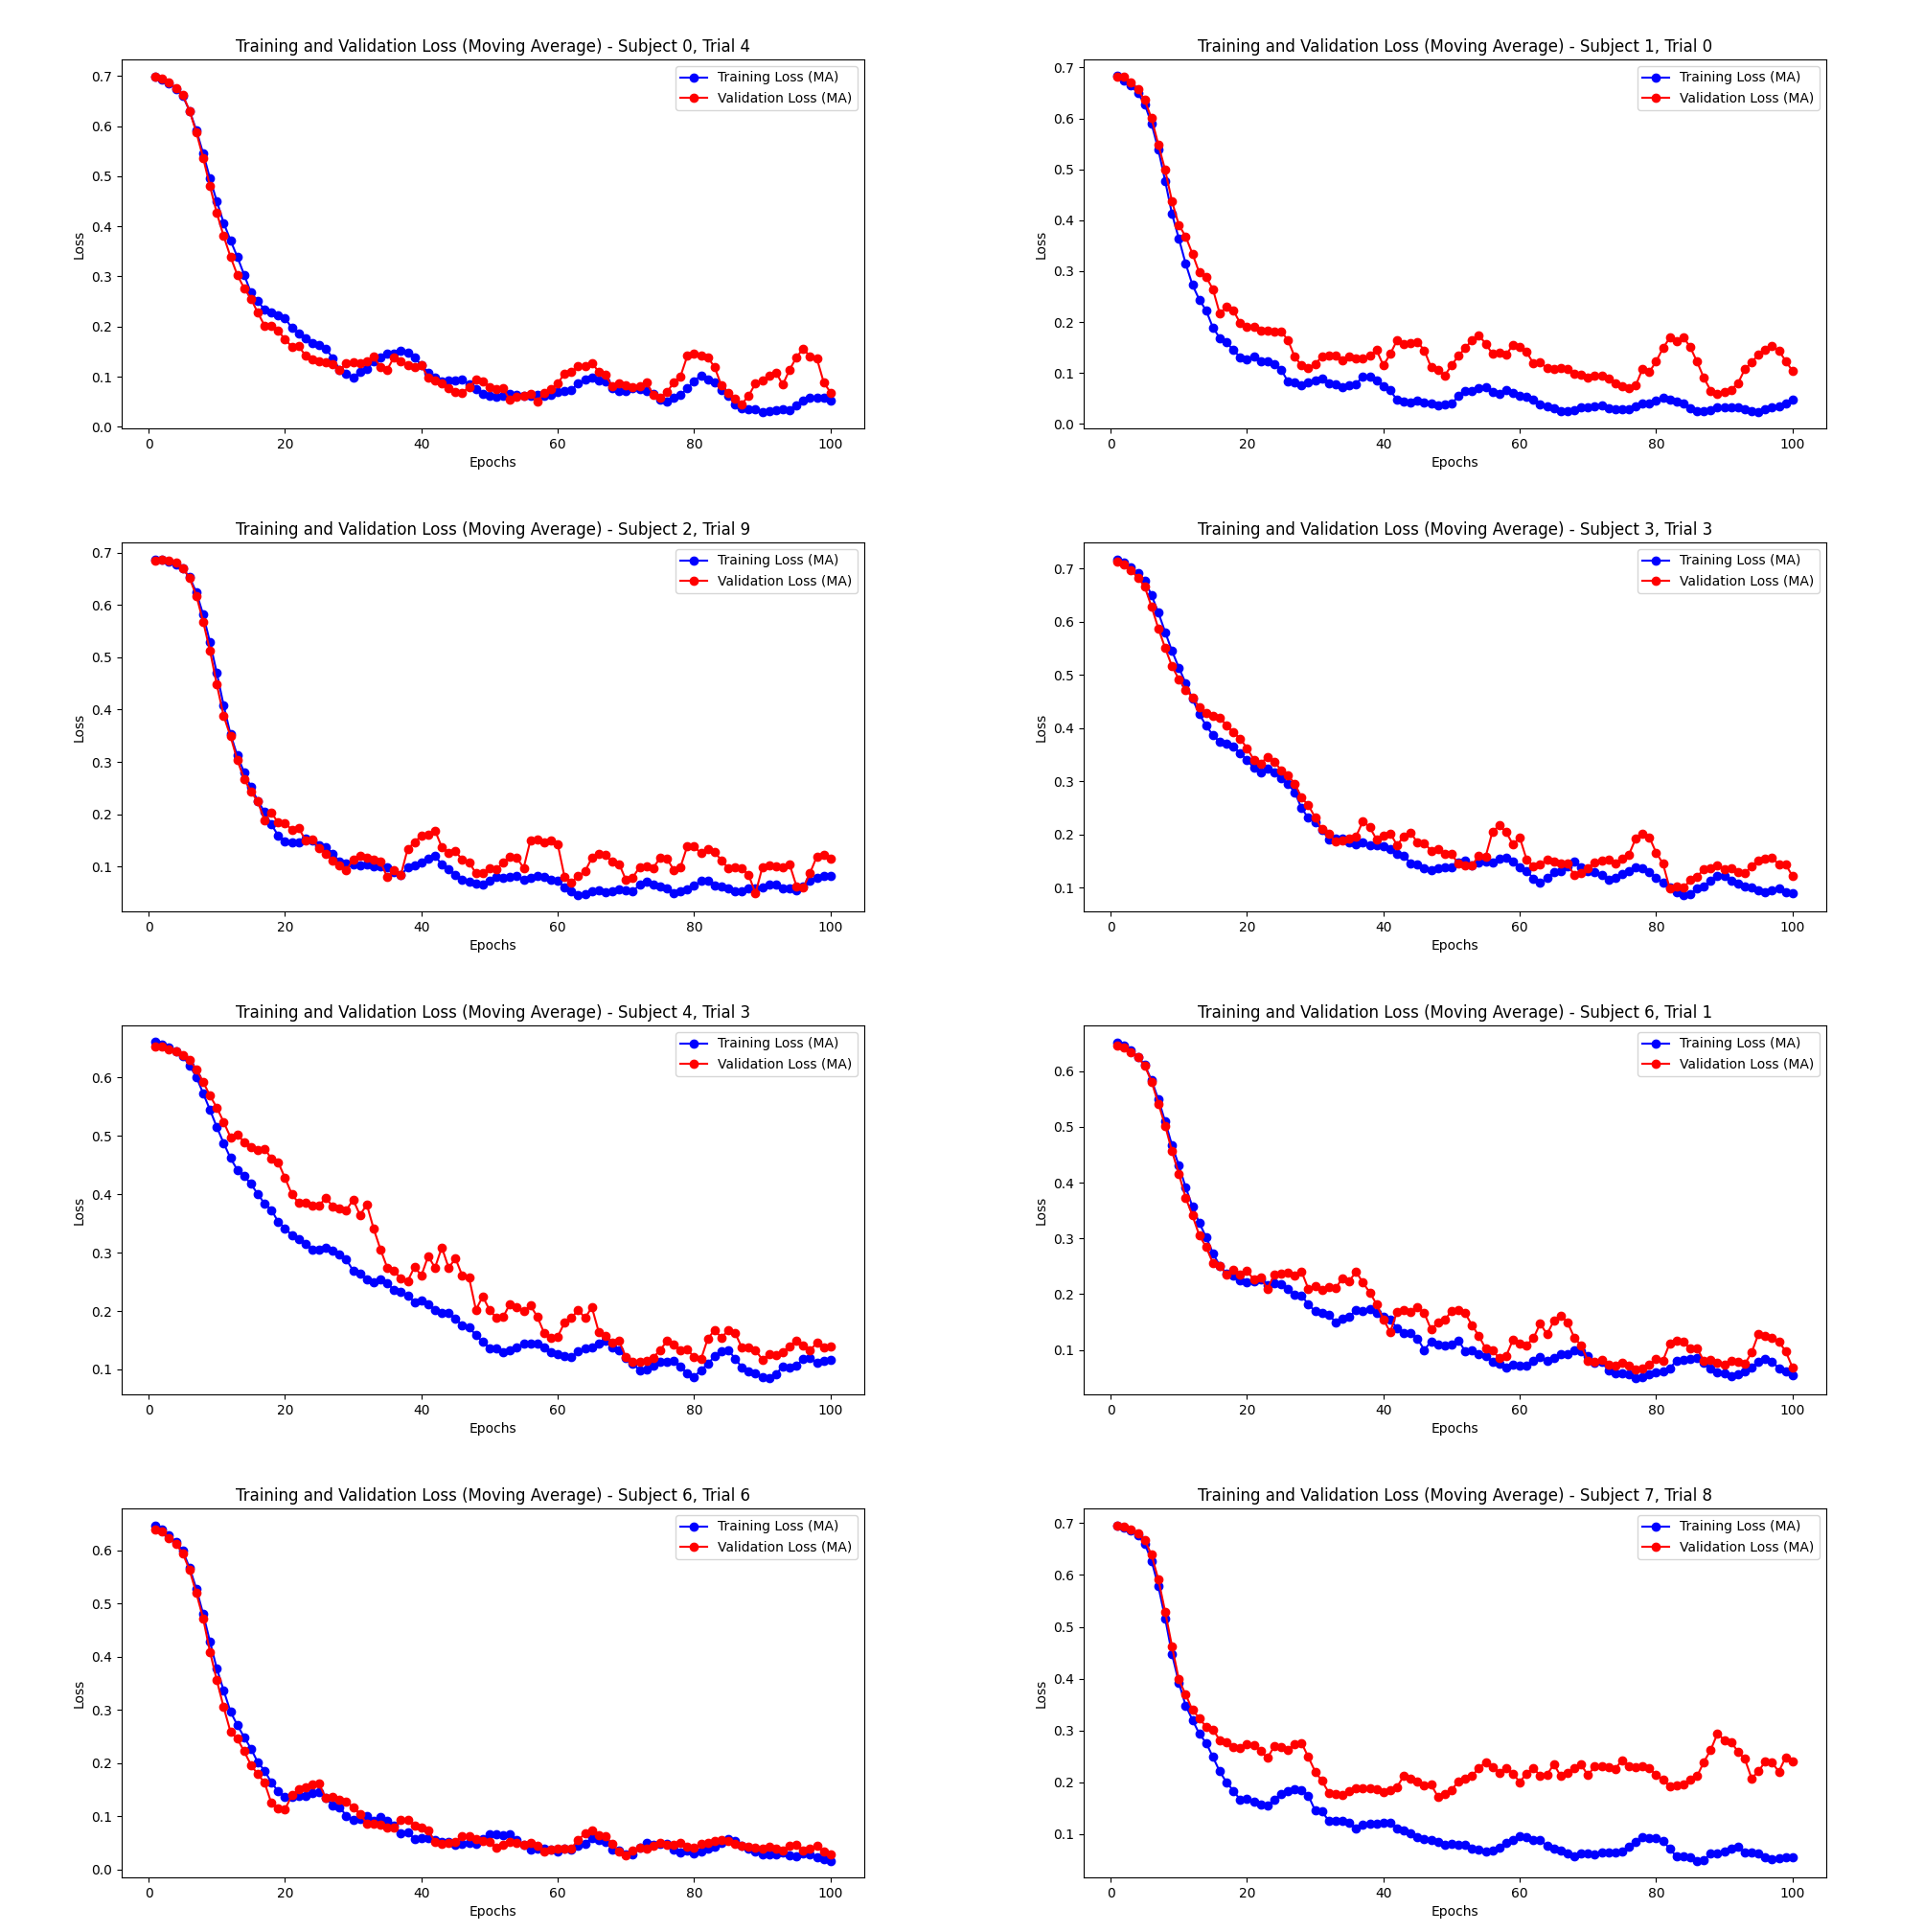 Training and Validation Loss (Moving Average) - Subject 0, Trial 4
Training Loss (MA)
Validation Loss (MA)
0.7
0.6
0.5
0.4
0.3
0.2
0.1
0.0
Loss
0 20 40 60 80 100
Epochs
Training and Validation Loss (Moving Average) - Subject 1, Trial 0
Training Loss (MA)
Validation Loss (MA)
0.7
0.6
0.5
0.4
0.3
0.2
0.1
0.0
Loss
0 20 40 60 80 100
Epochs
Training and Validation Loss (Moving Average) - Subject 2, Trial 9
Training Loss (MA)
Validation Loss (MA)
0.7
0.6
0.5
0.4
0.3
0.2
0.1
Loss
0 20 40 60 80 100
Epochs
Training and Validation Loss (Moving Average) - Subject 3, Trial 3
Training Loss (MA)
Validation Loss (MA)
0.7
0.6
0.5
0.4
0.3
0.2
0.1
Loss
0 20 40 60 80 100
Epochs
Training and Validation Loss (Moving Average) - Subject 4, Trial 3
Training Loss (MA)
Validation Loss (MA)
0.6
0.5
0.4
0.3
0.2
0.1
Loss
0 20 40 60 80 100
Epochs
Training and Validation Loss (Moving Average) - Subject 6, Trial 1
Training Loss (MA)
Validation Loss (MA)
0.6
0.5
0.4
0.3
0.2
0.1
Loss
0 20 40 60 80 100
Epochs
Training and Validation Loss (Moving Average) - Subject 6, Trial 6
Training Loss (MA)
Validation Loss (MA)
0.6
0.5
0.4
0.3
0.2
0.1
0.0
Loss
0 20 40 60 80 100
Epochs
Training and Validation Loss (Moving Average) - Subject 7, Trial 8
Training Loss (MA)
Validation Loss (MA)
0.7
0.6
0.5
0.4
0.3
0.2
0.1
Loss
0 20 40 60 80 100
Epochs